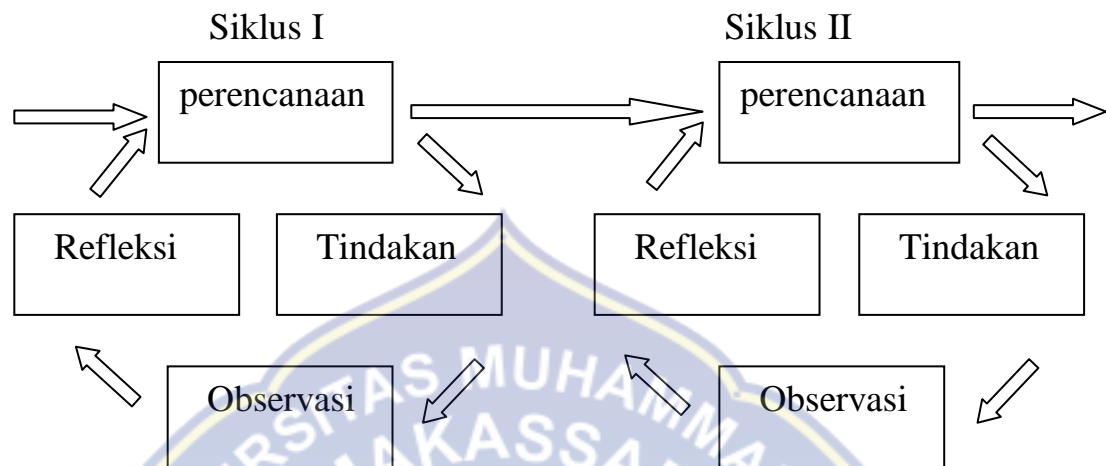 Siklus I
Siklus II
perencanaan
perencanaan
Refleksi
Tindakan
Refleksi
Tindakan
Observasi
Observasi